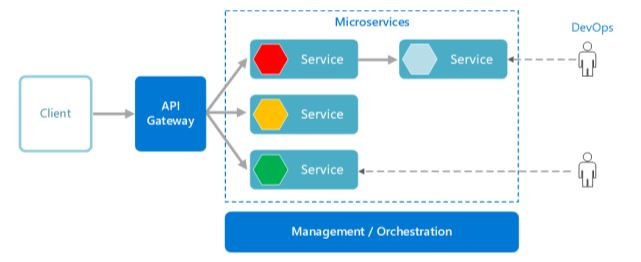 Microservices
DevOps
Service
Service
Client
API
Gateway
Service
Service
Management / Orchestration